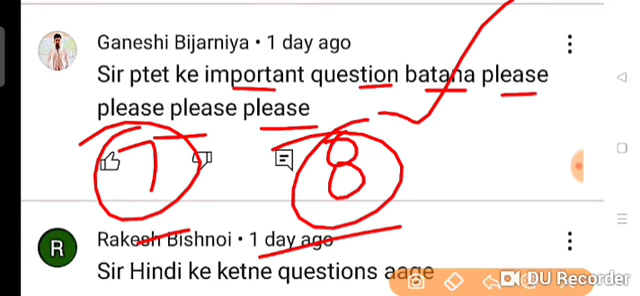 Ganeshi Bijarniya • 1 day ago
Sir ptet ke important question batana please
please please please
7 8
R
Rakesh Bishnoi • 1 day ago
Sir Hindi ke ketne questions aage
DU Recorder